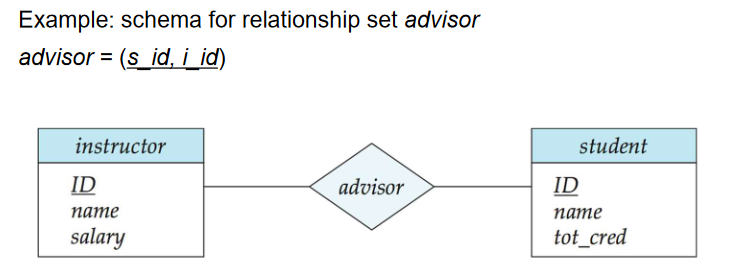 Example: schema for relationship set advisor
advisor = (s_id, i_id)
instructor
ID
name
salary
advisor
student
ID
name
tot_cred